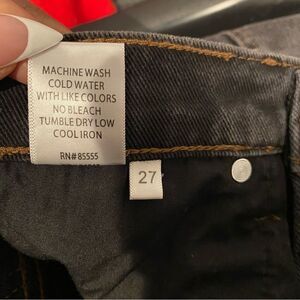 MACHINE WASH
COLD WATER
WITH LIKE COLORS
NO BLEACH
TUMBLE DRY LOW
COOL IRON
RN#85555
27